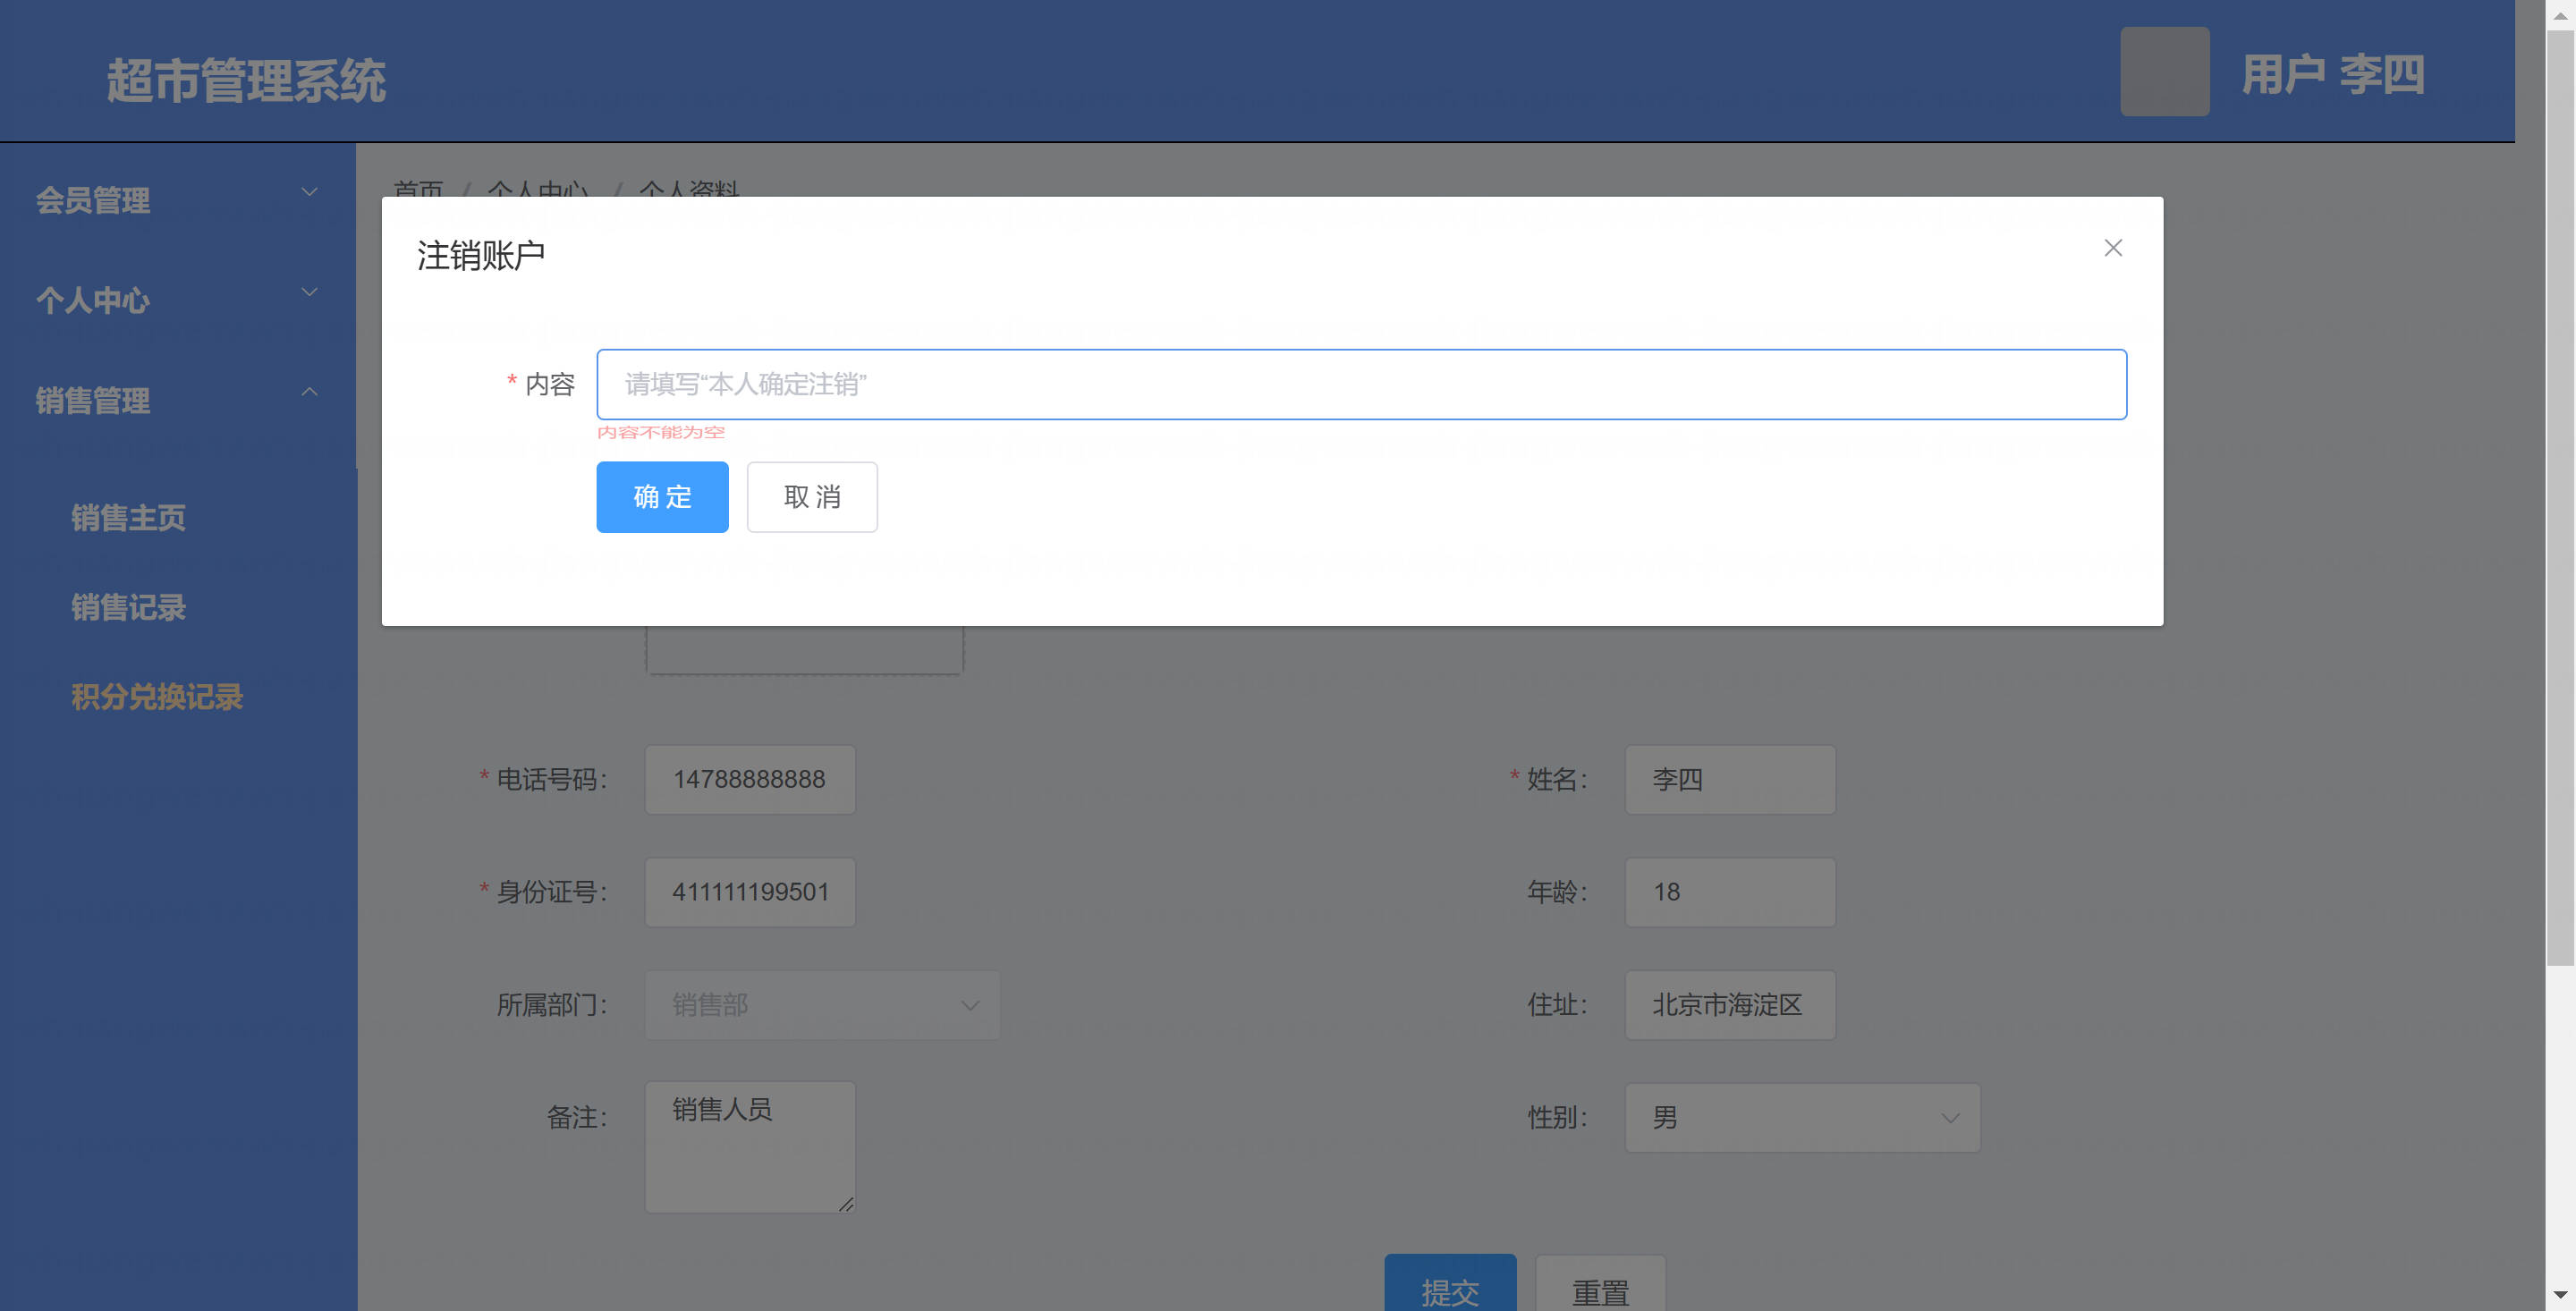 超市管理系统
用户 李四
会员管理
个人中心
销售管理
销售主页
销售记录
积分兑换记录
首页 / 个人中心 / 个人资料
注销账户
* 内容
请填写“本人确定注销”
内容不能为空
确 定
取 消
* 电话号码: 14788888888
* 姓名: 李四
* 身份证号: 411111199501
年龄: 18
所属部门: 销售部
住址: 北京市海淀区
备注: 销售人员
性别: 男
提交
重置